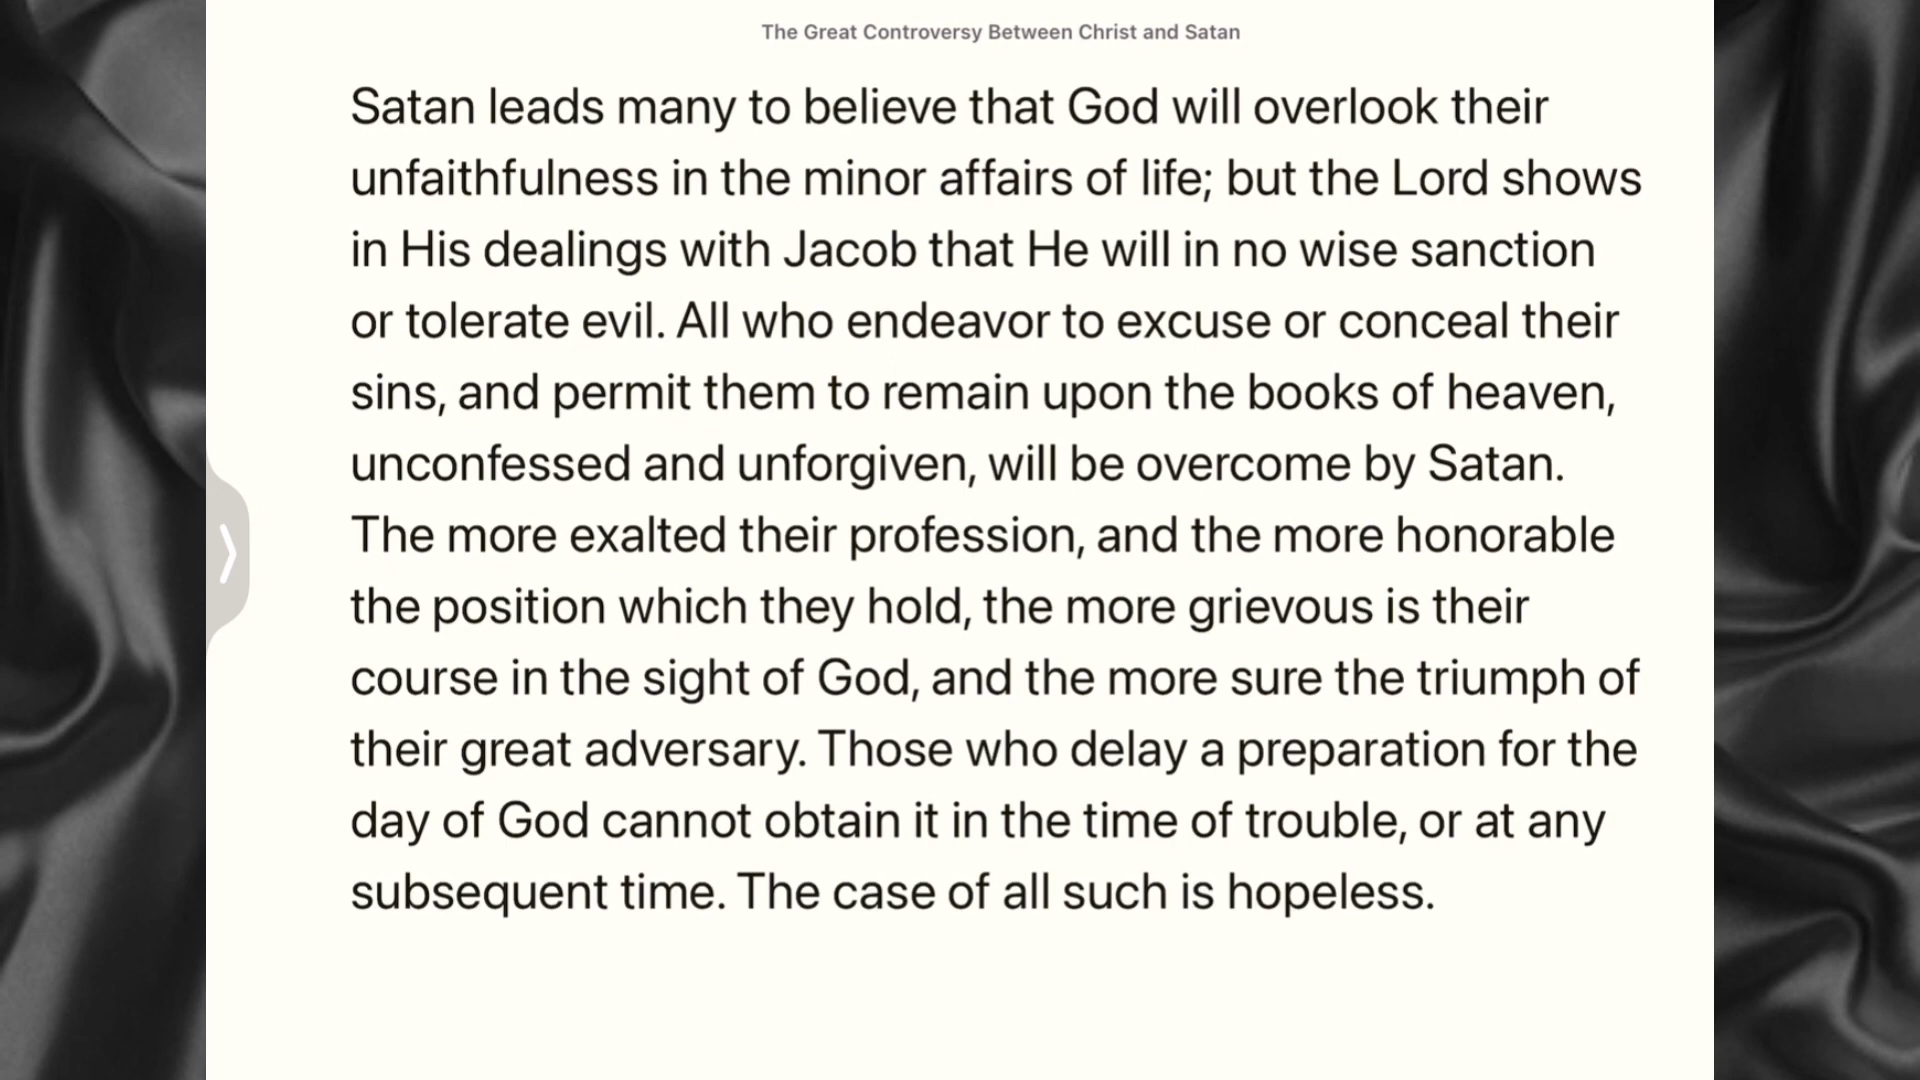 The Great Controversy Between Christ and Satan
Satan leads many to believe that God will overlook their
unfaithfulness in the minor affairs of life; but the Lord shows
in His dealings with Jacob that He will in no wise sanction
or tolerate evil. All who endeavor to excuse or conceal their
sins, and permit them to remain upon the books of heaven,
unconfessed and unforgiven, will be overcome by Satan.
The more exalted their profession, and the more honorable
the position which they hold, the more grievous is their
course in the sight of God, and the more sure the triumph of
their great adversary. Those who delay a preparation for the
day of God cannot obtain it in the time of trouble, or at any
subsequent time. The case of all such is hopeless.